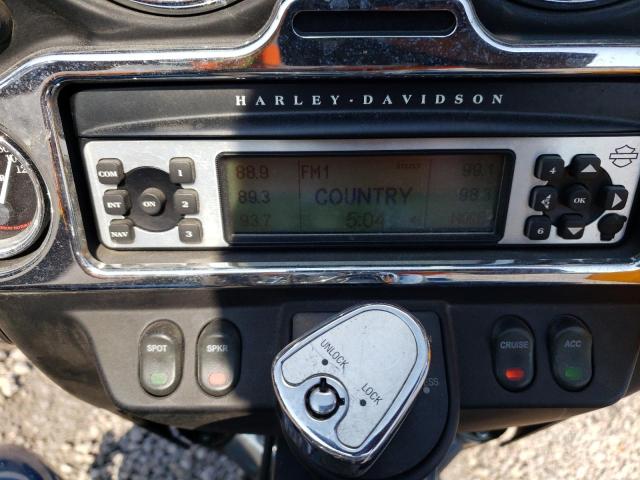 HARLEY-DAVIDSON
COM 1
INT ON 2
NAV 3
88.9 FM1 99.1
89.3 COUNTRY 98.3
93.7 5:04
4
OK
6
SPOT SPKR UNLOCK LOCK CRUISE ACC